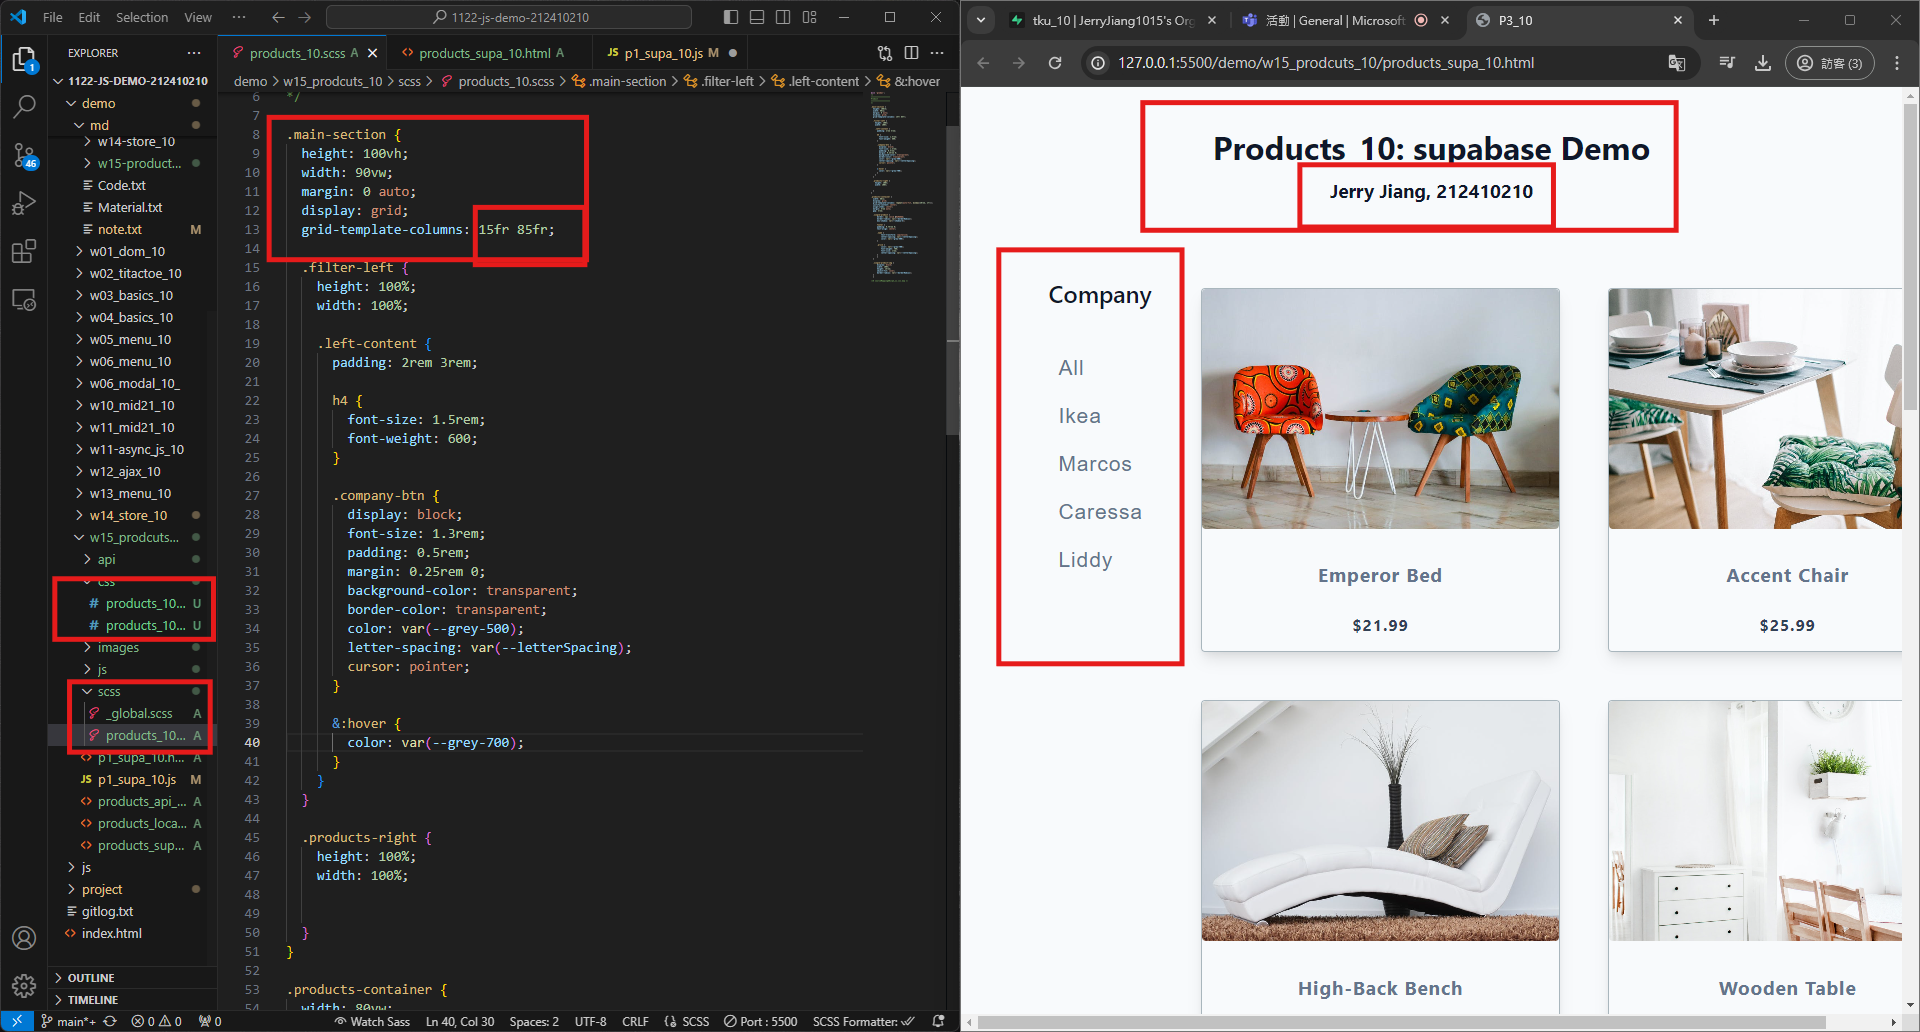 File Edit Selection View ··· 1122-js-demo-212410210
EXPLORER ···
1122-JS-DEMO-212410210
demo
md
w14-store_10
w15-product...
Code.txt
Material.txt
note.txt M
w01_dom_10
w02_titactoe_10
w03_basics_10
w04_basics_10
w05_menu_10
w06_menu_10
w06_modal_10_
w10_mid21_10
w11_mid21_10
w11-async_js_10
w12_ajax_10
w13_menu_10
w14_store_10
w15_prodcuts...
api
css
# products_10... U
# products_10... U
images
js
scss
_global.scss A
products_10... A
p1_supa_10.h... A
JS p1_supa_10.js M
products_api_... A
products_loca... A
products_sup... A
js
project
gitlog.txt
index.html
OUTLINE
TIMELINE
1
46
products_10.scss A
products_supa_10.html A
JS p1_supa_10.js M
demo > w15_prodcuts_10 > scss > products_10.scss > .main-section > .filter-left > .left-content > &:hover
6 */
7
8 .main-section {
9 height: 100vh;
10 width: 90vw;
11 margin: 0 auto;
12 display: grid;
13 grid-template-columns: 15fr 85fr;
14
15 .filter-left {
16 height: 100%;
17 width: 100%;
18
19 .left-content {
20 padding: 2rem 3rem;
21
22 h4 {
23 font-size: 1.5rem;
24 font-weight: 600;
25 }
26
27 .company-btn {
28 display: block;
29 font-size: 1.3rem;
30 padding: 0.5rem;
31 margin: 0.25rem 0;
32 background-color: transparent;
33 border-color: transparent;
34 color: var(--grey-500);
35 letter-spacing: var(--letterSpacing);
36 cursor: pointer;
37 }
38
39 &:hover {
40 color: var(--grey-700);
41 }
42 }
43 }
44
45 .products-right {
46 height: 100%;
47 width: 100%;
48
49
50 }
51 }
52
53 .products-container {
54 width: 80vw;
main*+ 0 0 0 Watch Sass Ln 40, Col 30 Spaces: 2 UTF-8 CRLF {} SCSS Port : 5500 SCSS Formatter:
tku_10 | JerryJiang1015's Org
活動 | General | Microsoft
P3_10
127.0.0.1:5500/demo/w15_prodcuts_10/products_supa_10.html
訪客 (3)
Products_10: supabase Demo
Jerry Jiang, 212410210
Company
All
Ikea
Marcos
Caressa
Liddy
Emperor Bed
$21.99
Accent Chair
$25.99
High-Back Bench
Wooden Table